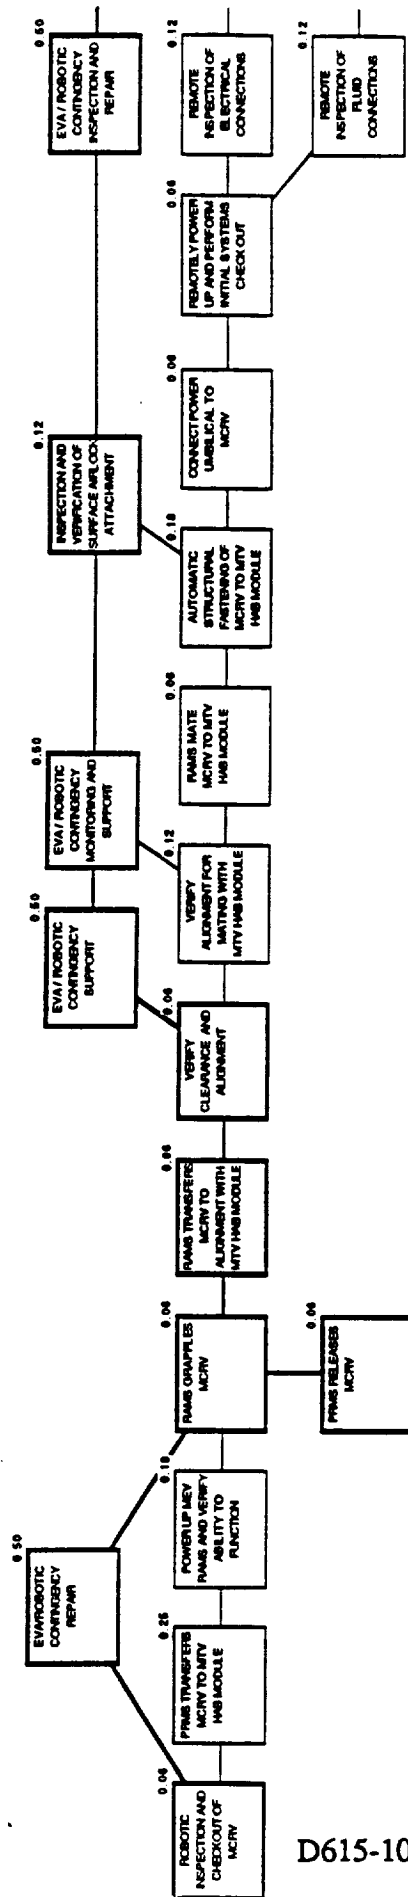 0.50
EVA/ROBOTIC
CONTINGENCY
REPAIR
0.50
EVA / ROBOTIC
CONTINGENCY
SUPPORT
0.50
EVA / ROBOTIC
CONTINGENCY
MONITORING AND
SUPPORT
0.12
INSPECTION AND
VERIFICATION OF
SURFACE AIRLOCK
ATTACHMENT
0.50
EVA / ROBOTIC
CONTINGENCY
INSPECTION AND
REPAIR
0.06
ROBOTIC
INSPECTION AND
CHECKOUT OF
MCRV
0.25
PRMS TRANSFERS
MCRV TO MTV
HAB MODULE
0.18
POWER UP MEV
RAMS AND VERIFY
ABILITY TO
FUNCTION
0.06
RAMS GRAPPLES
MCRV
0.06
RAMS TRANSFERS
MCRV TO
ALIGNMENT WITH
MTV HAB MODULE
0.06
VERIFY
CLEARANCE AND
ALIGNMENT
0.12
VERIFY
ALIGNMENT FOR
MATING WITH
MTV HAB MODULE
0.06
RAMS MATE
MCRV TO MTV
HAB MODULE
0.18
AUTOMATIC
STRUCTURAL
FASTENING OF
MCRV TO MTV
HAB MODULE
0.06
CONNECT POWER
UMBILICAL TO
MCRV
0.06
REMOTELY POWER
UP AND PERFORM
INITIAL SYSTEMS
CHECK OUT
0.12
REMOTE
INSPECTION OF
ELECTRICAL
CONNECTIONS
0.06
PRMS RELEASES
MCRV
0.12
REMOTE
INSPECTION OF
FLUID
CONNECTIONS
D615-10